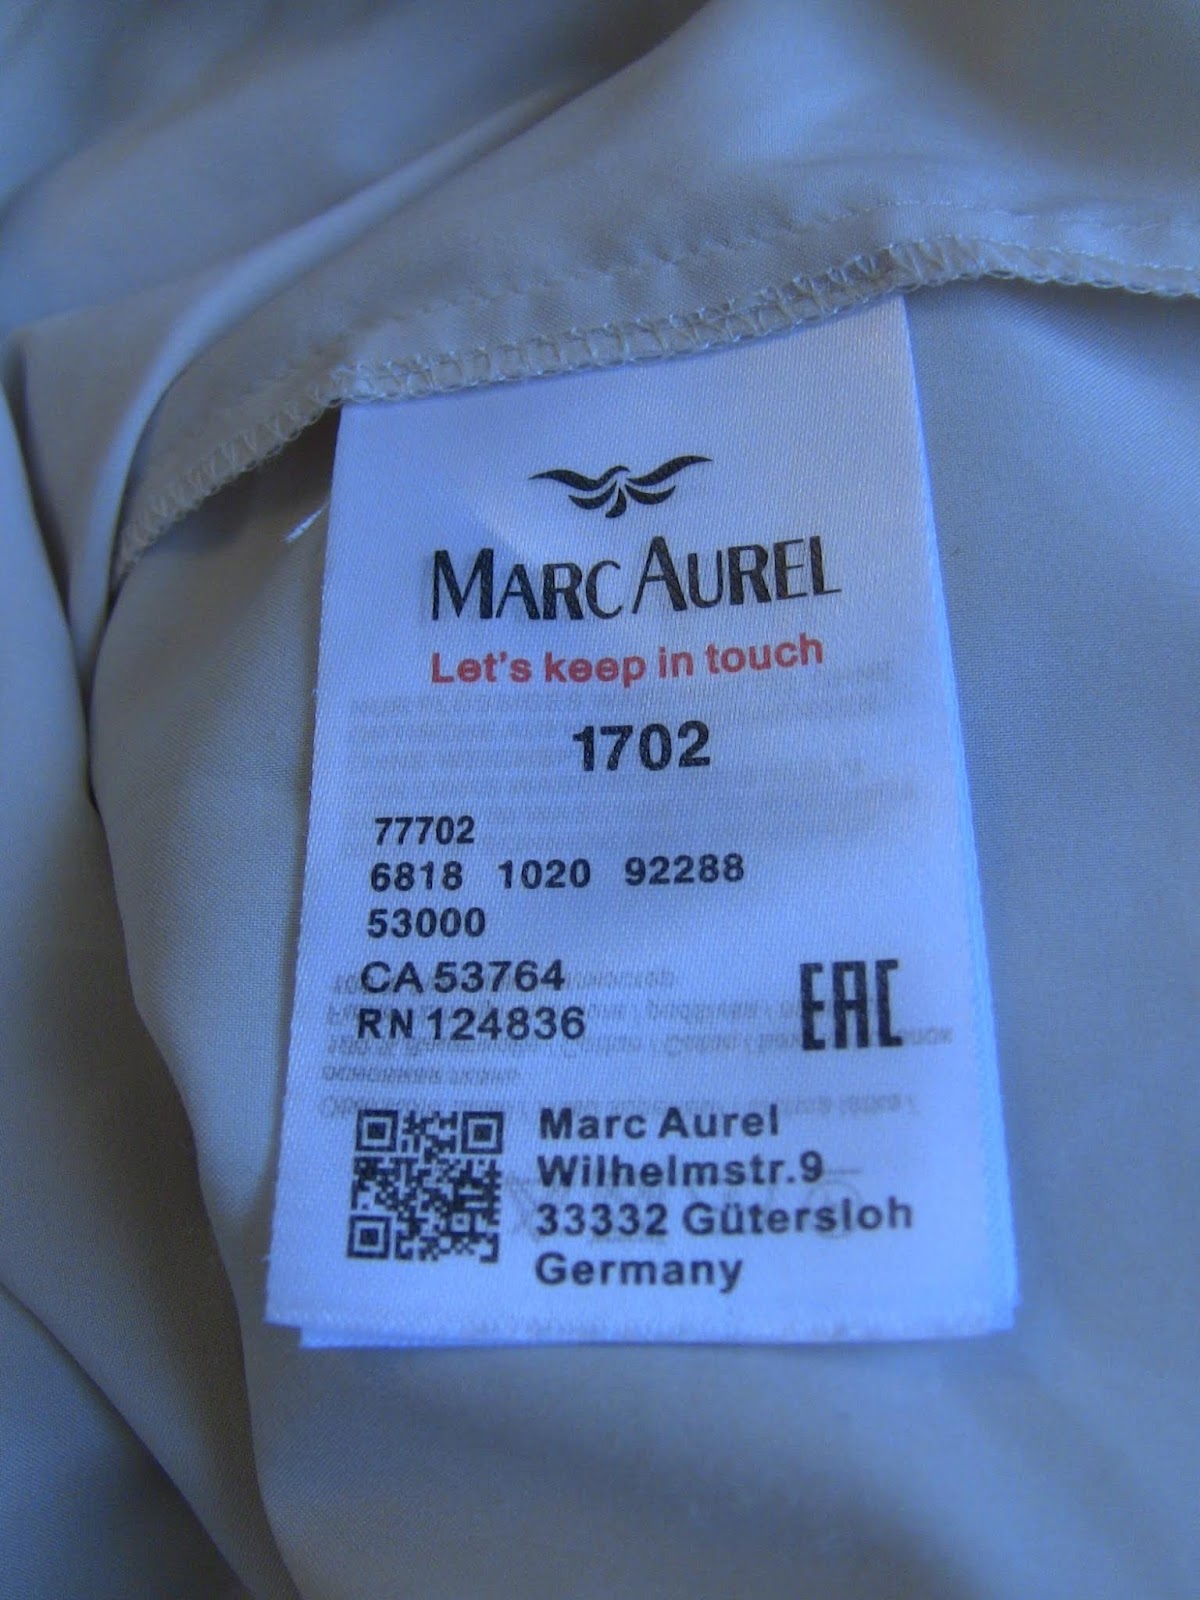 MARC AUREL
Let's keep in touch
1702
77702
6818 1020 92288
53000
CA 53764
RN 124836
EAC
Marc Aurel
Wilhelmstr.9
33332 Gütersloh
Germany